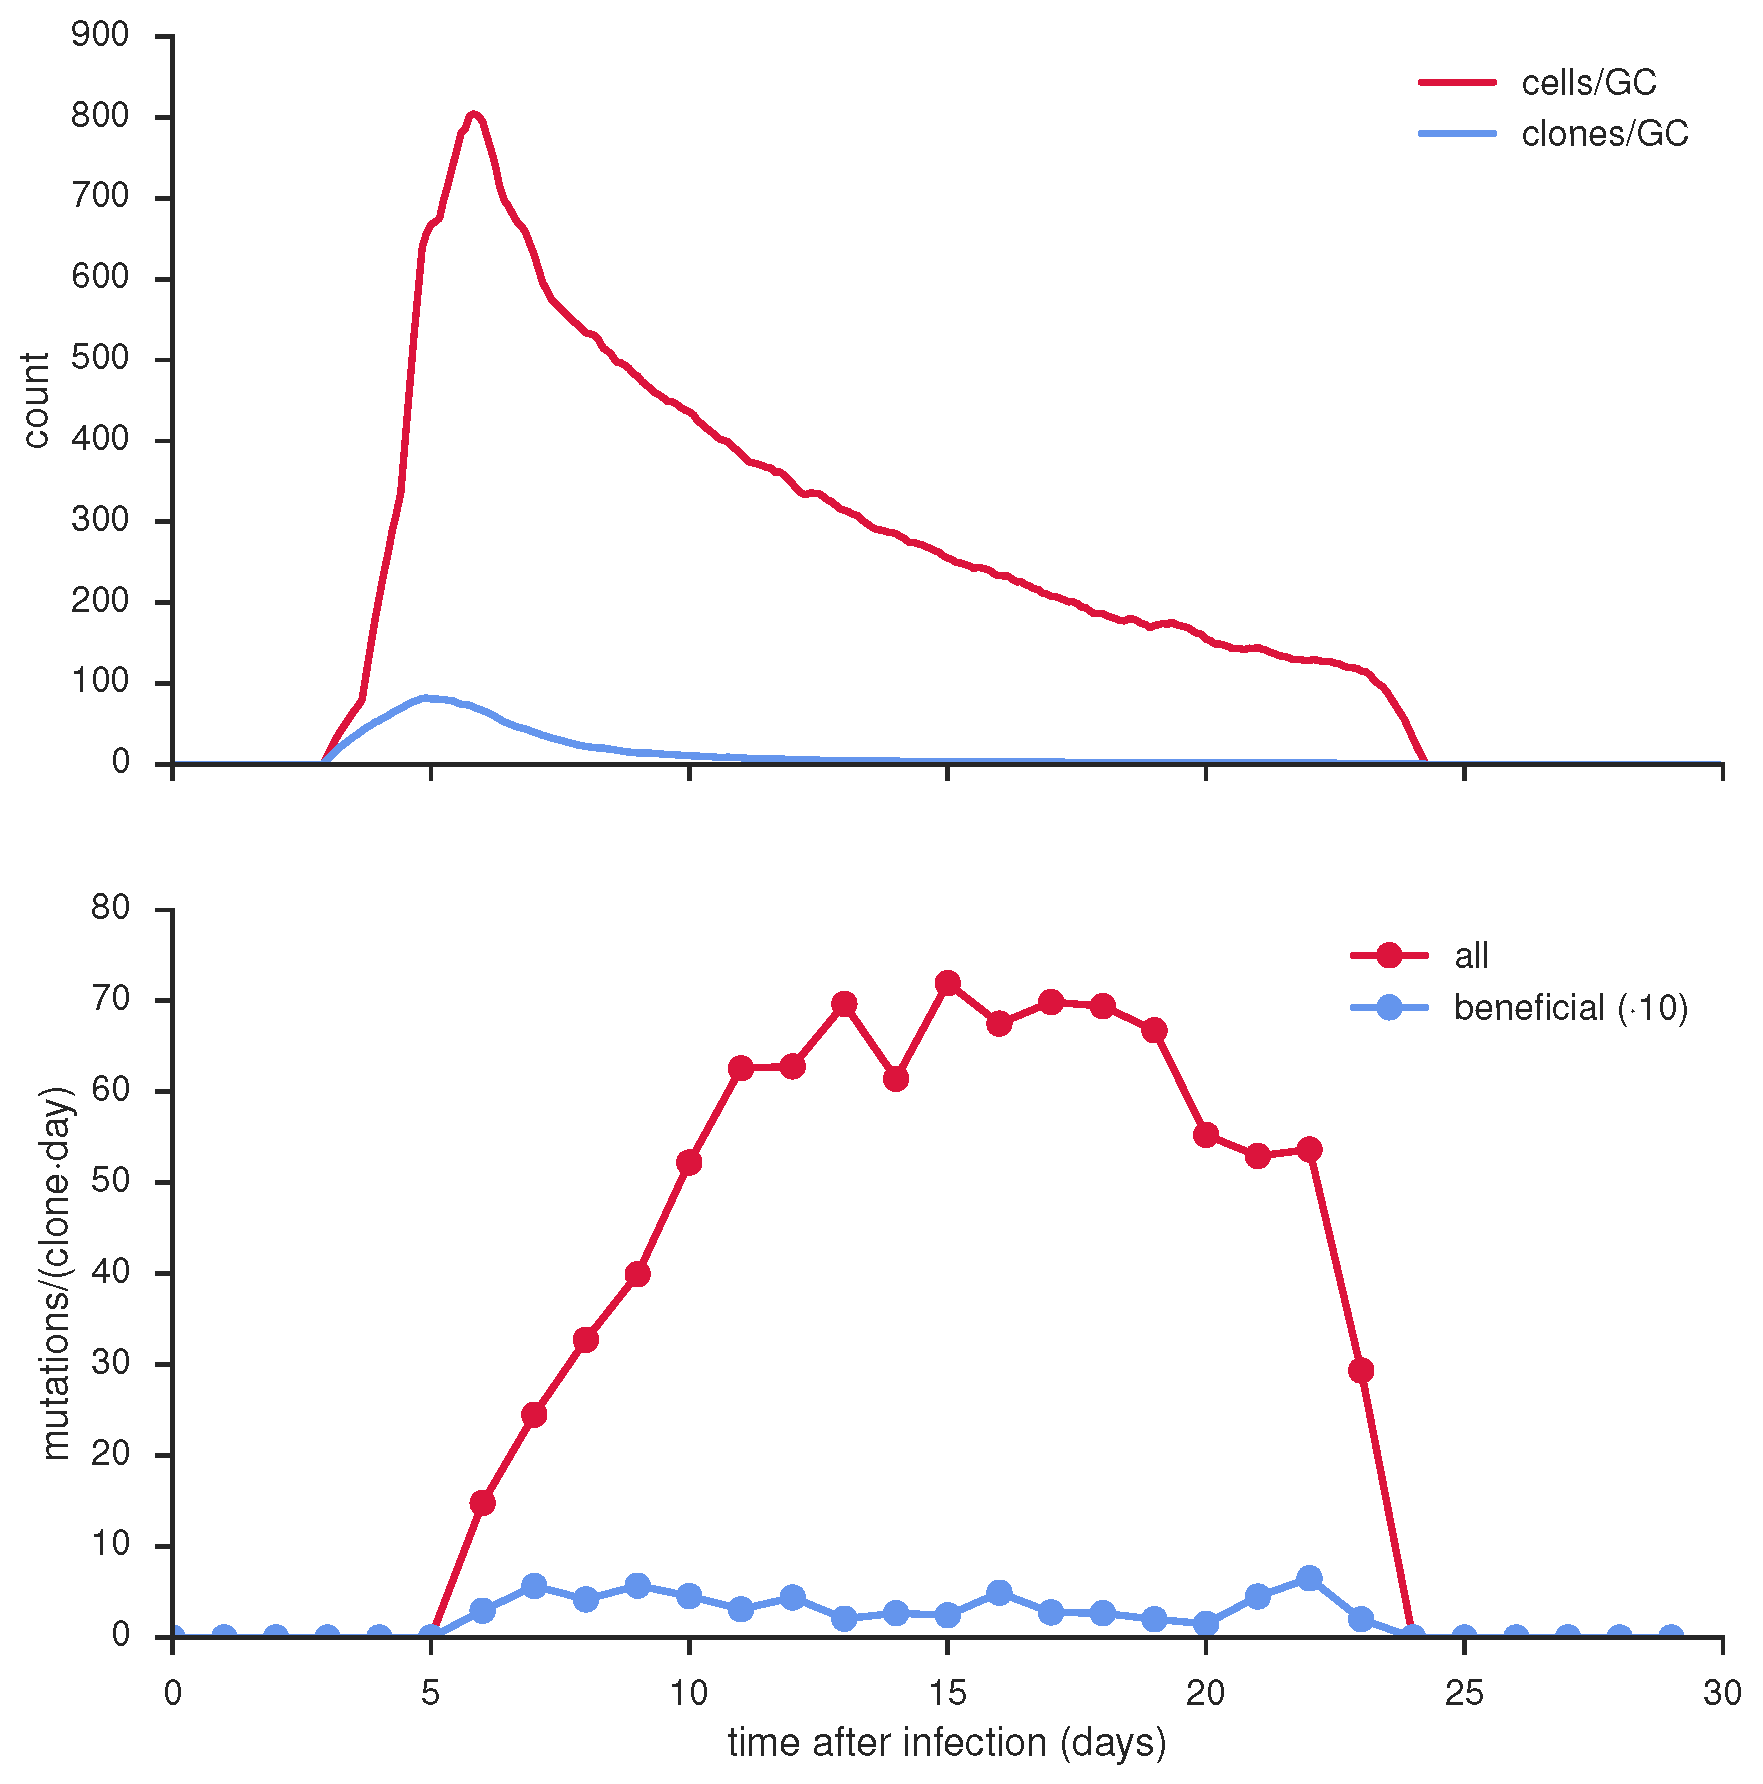 900
800
700
600
500
400
300
200
100
0
count
cells/GC
clones/GC
80
70
60
50
40
30
20
10
0
mutations/(clone·day)
all
beneficial (·10)
0 5 10 15 20 25 30
time after infection (days)